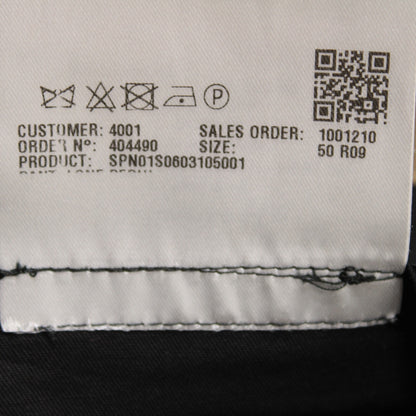 P
CUSTOMER: 4001 SALES ORDER: 1001210
ORDER Nº: 404490 SIZE: 50 R09
PRODUCT: SPN01S0603105001